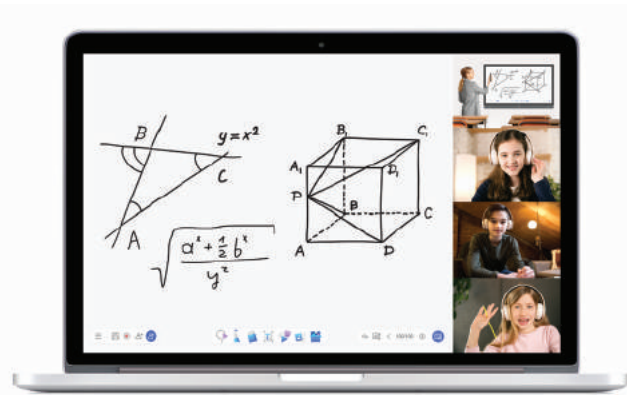 B
y=x²
C
A
√((a² + ½ b²)/y²)
B₁ C₁
A₁ D₁
P
B C
A D